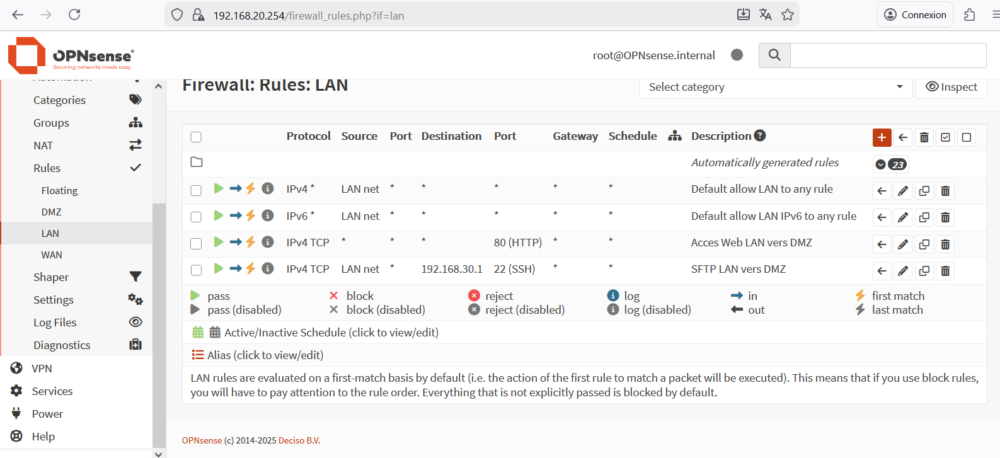 192.168.20.254/firewall_rules.php?if=lan
Connexion
OPNsense®
Securing networks made easy
root@OPNsense.internal
Automation
Categories
Groups
NAT
Rules
Floating
DMZ
LAN
WAN
Shaper
Settings
Log Files
Diagnostics
VPN
Services
Power
Help
Firewall: Rules: LAN
Select category
Inspect
Protocol Source Port Destination Port Gateway Schedule Description
Automatically generated rules 23
IPv4 * LAN net * * * * * Default allow LAN to any rule
IPv6 * LAN net * * * * * Default allow LAN IPv6 to any rule
IPv4 TCP * * * 80 (HTTP) * * Acces Web LAN vers DMZ
IPv4 TCP LAN net * 192.168.30.1 22 (SSH) * * SFTP LAN vers DMZ
pass block reject log in first match
pass (disabled) block (disabled) reject (disabled) log (disabled) out last match
Active/Inactive Schedule (click to view/edit)
Alias (click to view/edit)
LAN rules are evaluated on a first-match basis by default (i.e. the action of the first rule to match a packet will be executed). This means that if you use block rules,
you will have to pay attention to the rule order. Everything that is not explicitly passed is blocked by default.
OPNsense (c) 2014-2025 Deciso B.V.